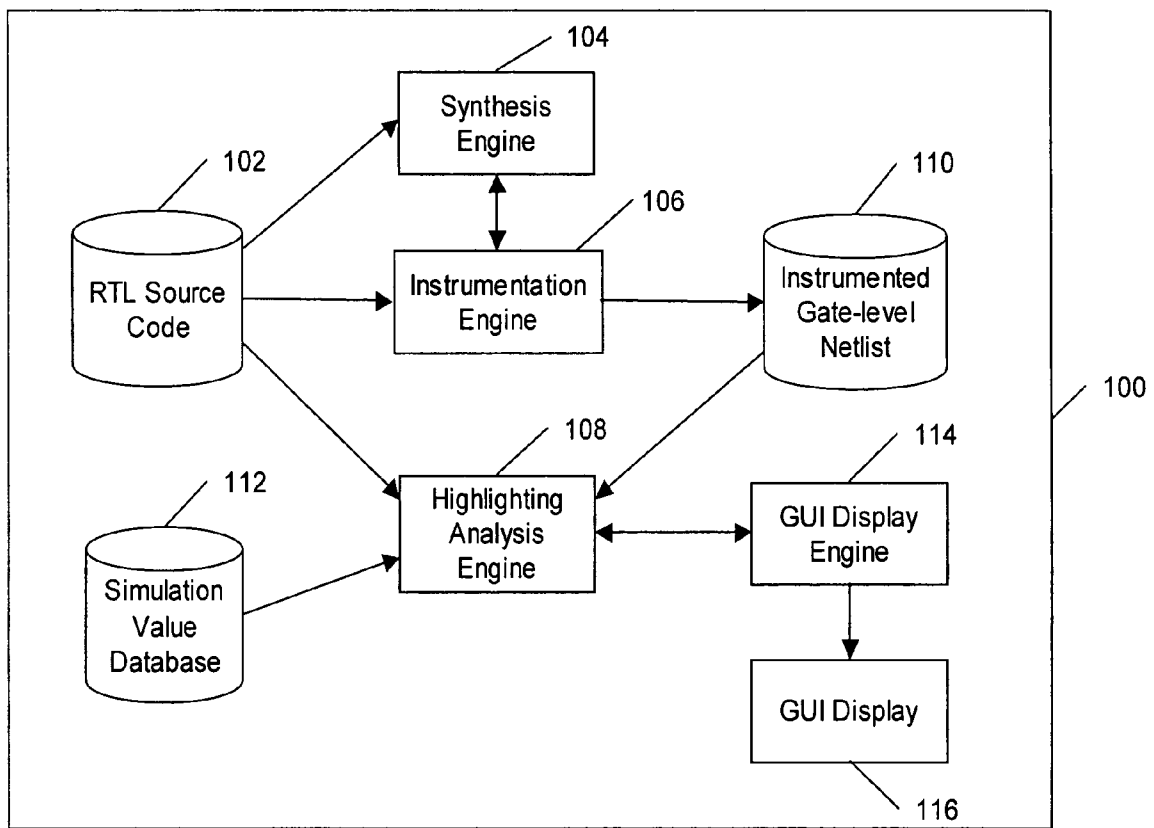 104
Synthesis
Engine
102
RTL Source
Code
106
Instrumentation
Engine
110
Instrumented
Gate-level
Netlist
100
108
Highlighting
Analysis
Engine
112
Simulation
Value
Database
114
GUI Display
Engine
GUI Display
116